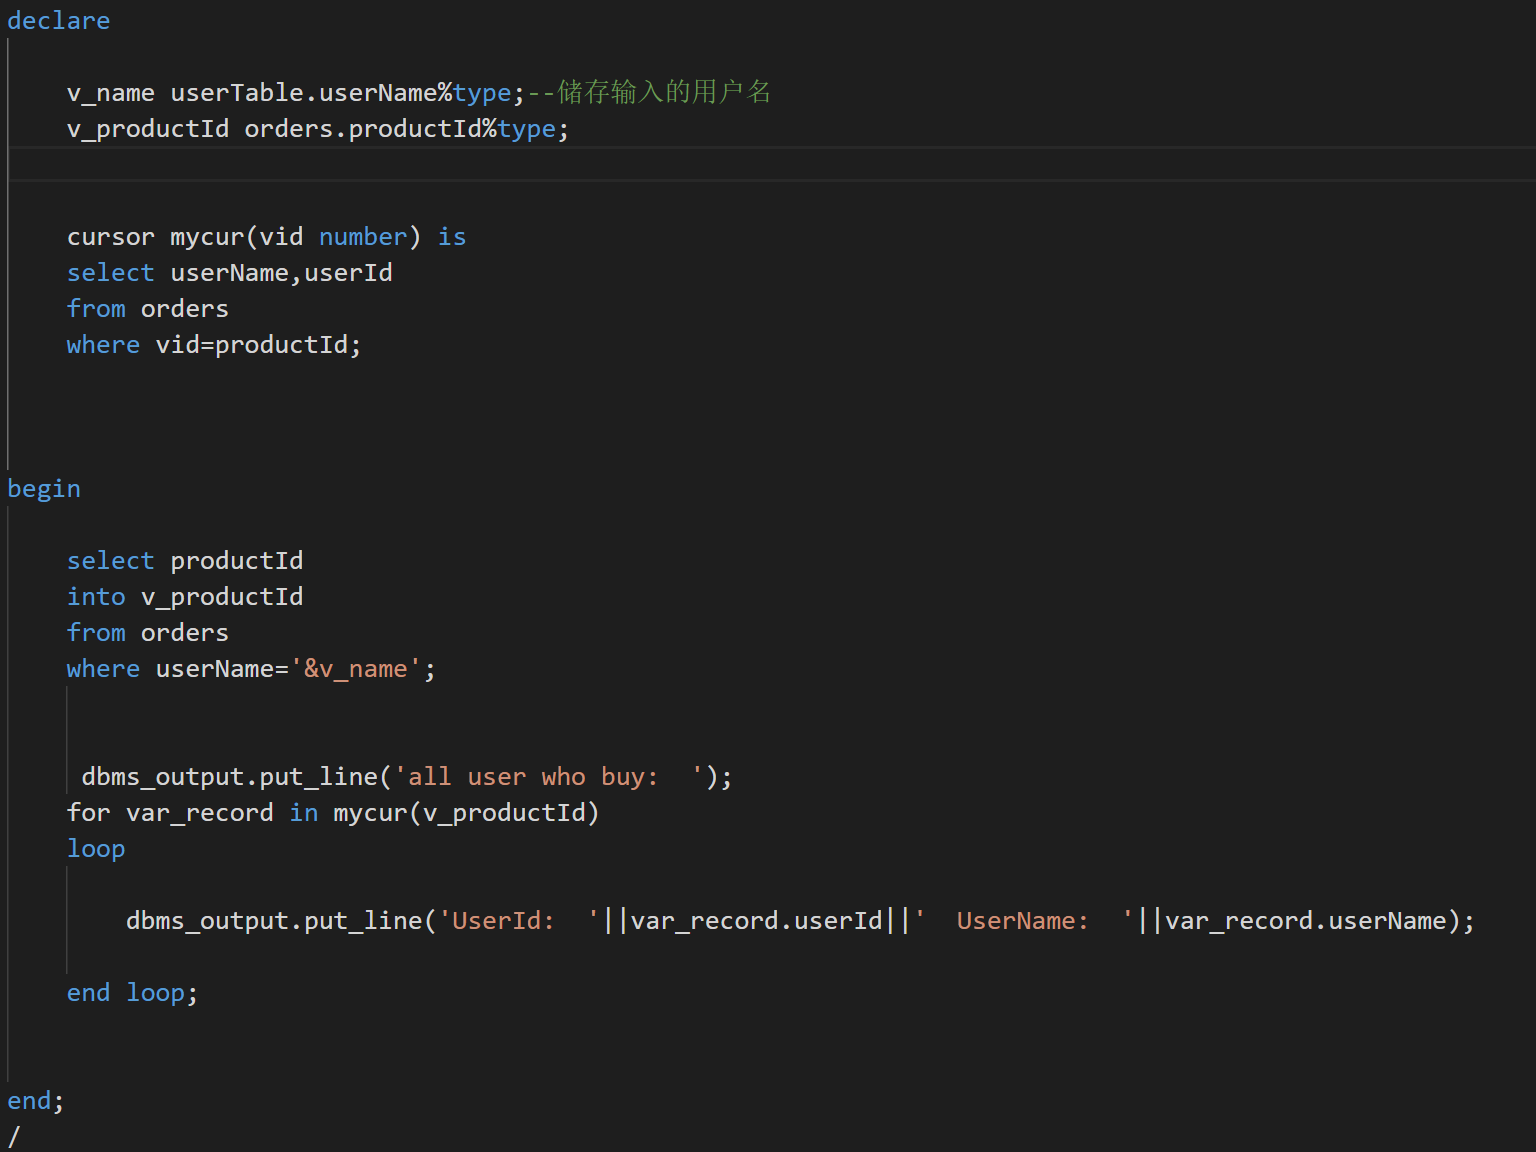 declare
v_name userTable.userName%type;--储存输入的用户名
v_productId orders.productId%type;
cursor mycur(vid number) is
select userName,userId
from orders
where vid=productId;
begin
select productId
into v_productId
from orders
where userName='&v_name';
dbms_output.put_line('all user who buy:  ');
for var_record in mycur(v_productId)
loop
dbms_output.put_line('UserId:  '||var_record.userId||'  UserName:  '||var_record.userName);
end loop;
end;
/